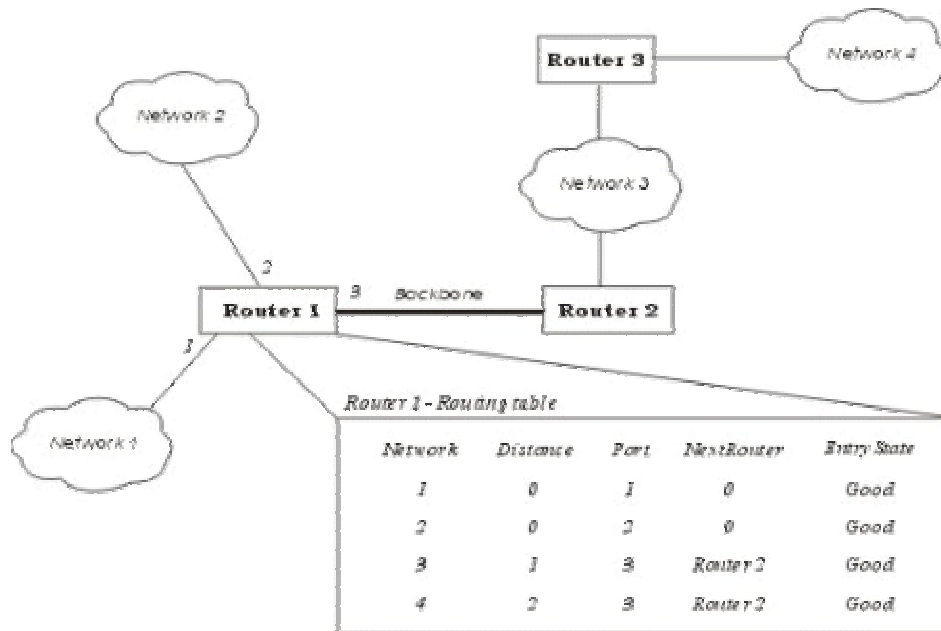 Network 4
Router 3
Network 2
Network 3
2
3 Backbone
Router 1
Router 2
1
Network 1
Router 1 - Routing table
Network Distance Port NextRouter Entry State
1 0 1 0 Good
2 0 2 0 Good
3 1 3 Router 2 Good
4 2 3 Router 2 Good